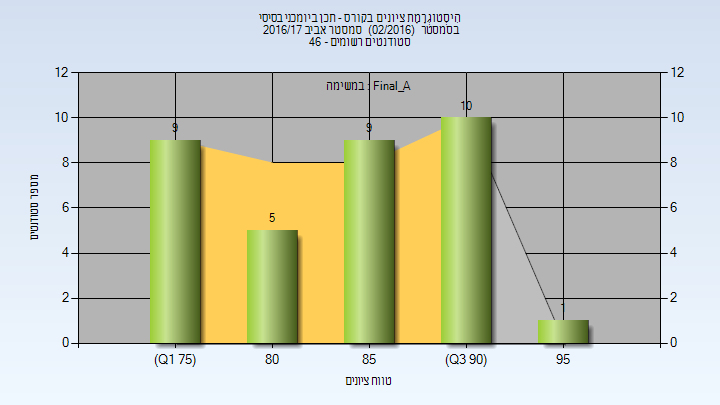 היסטוגרמת ציונים בקורס - תכן ביומכני בסיסי
בסמסטר (02/2016) סמסטר אביב 2016/17
סטודנטים רשומים - 46
במשימה : Final_A
12 12
10 10
8 8
6 6
4 4
2 2
0 0
9 5 9 10 1
מספר סטודנטים
(Q1 75) 80 85 (Q3 90) 95
טווח ציונים